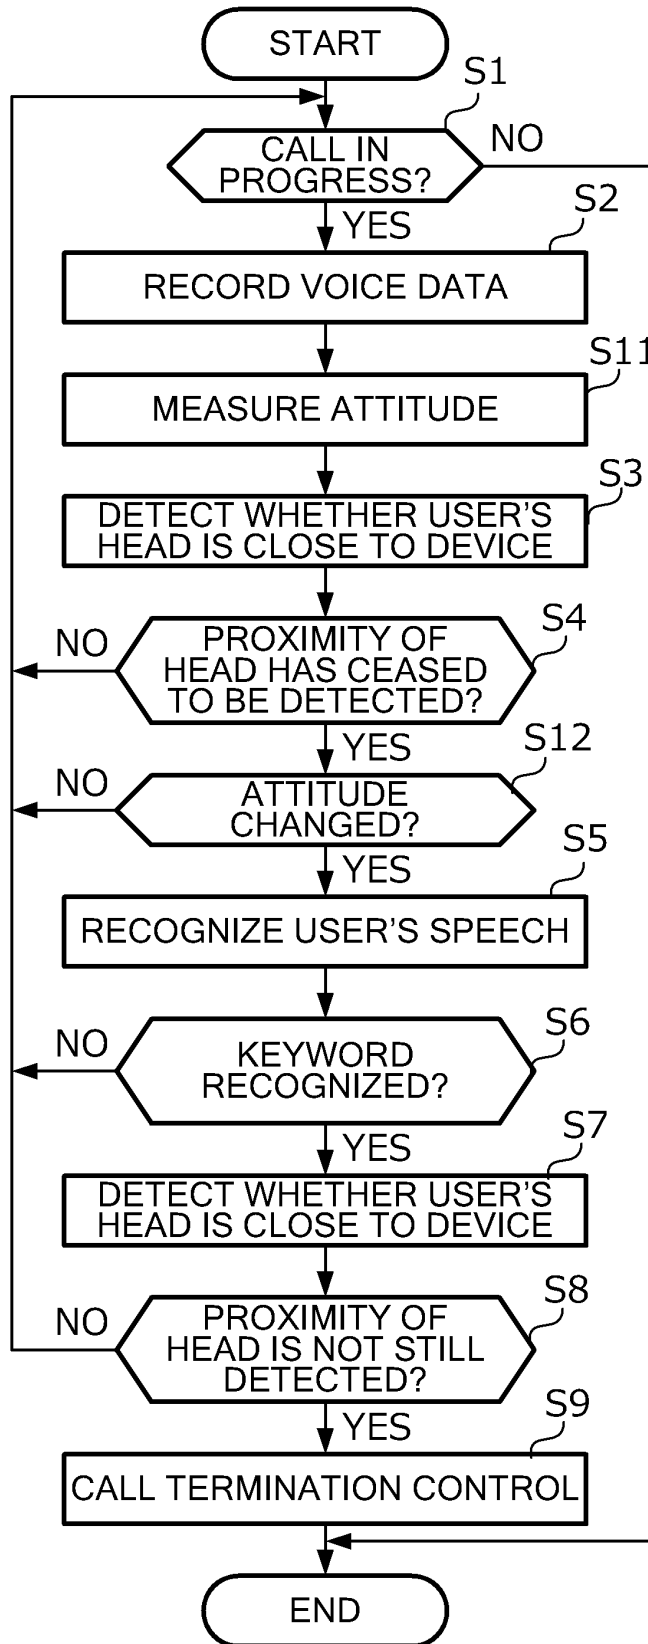 START
S1
CALL IN
PROGRESS?
NO
YES
S2
RECORD VOICE DATA
S11
MEASURE ATTITUDE
S3
DETECT WHETHER USER'S
HEAD IS CLOSE TO DEVICE
S4
NO
PROXIMITY OF
HEAD HAS CEASED
TO BE DETECTED?
YES
S12
NO
ATTITUDE
CHANGED?
YES
S5
RECOGNIZE USER'S SPEECH
S6
NO
KEYWORD
RECOGNIZED?
YES
S7
DETECT WHETHER USER'S
HEAD IS CLOSE TO DEVICE
S8
NO
PROXIMITY OF
HEAD IS NOT STILL
DETECTED?
YES
S9
CALL TERMINATION CONTROL
END